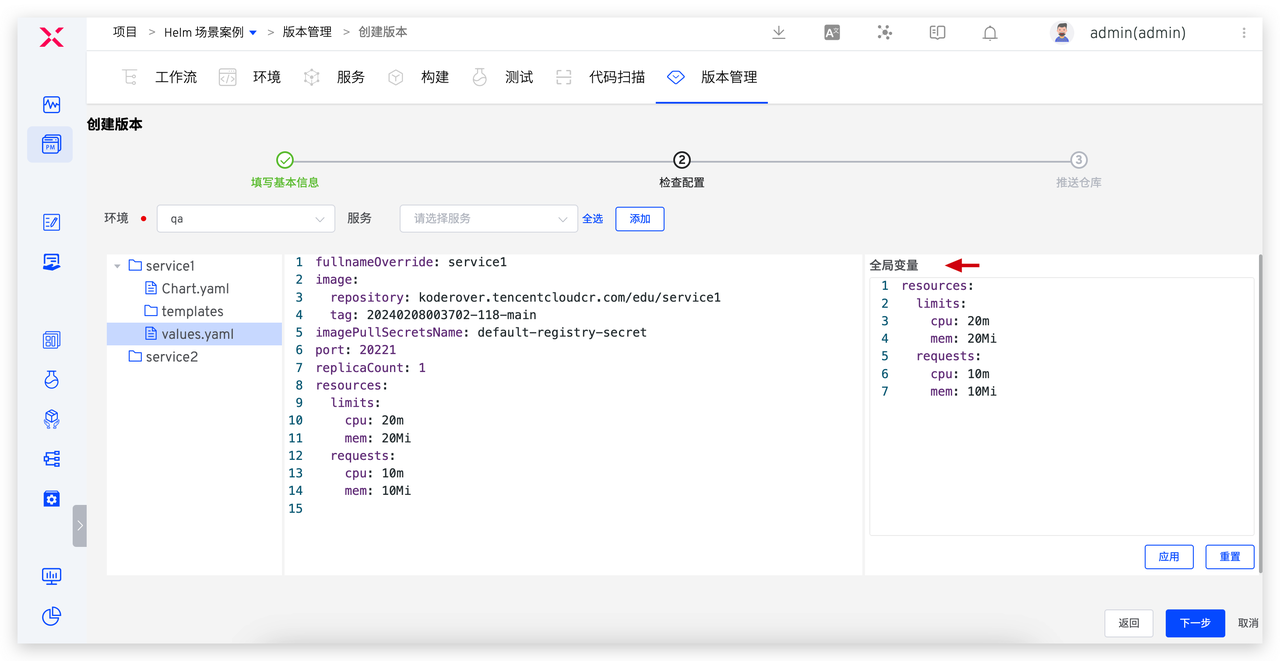 项目 > Helm 场景案例 > 版本管理 > 创建版本
admin(admin)
工作流 环境 服务 构建 测试 代码扫描 版本管理
创建版本
2 3
填写基本信息 检查配置 推送仓库
环境 qa 服务 请选择服务 全选 添加
service1
Chart.yaml
templates
values.yaml
service2
1 fullnameOverride: service1
2 image:
3 repository: koderover.tencentcloudcr.com/edu/service1
4 tag: 20240208003702-118-main
5 imagePullSecretsName: default-registry-secret
6 port: 20221
7 replicaCount: 1
8 resources:
9 limits:
10 cpu: 20m
11 mem: 20Mi
12 requests:
13 cpu: 10m
14 mem: 10Mi
15
全局变量
1 resources:
2 limits:
3 cpu: 20m
4 mem: 20Mi
5 requests:
6 cpu: 10m
7 mem: 10Mi
应用 重置
返回 下一步 取消
PM